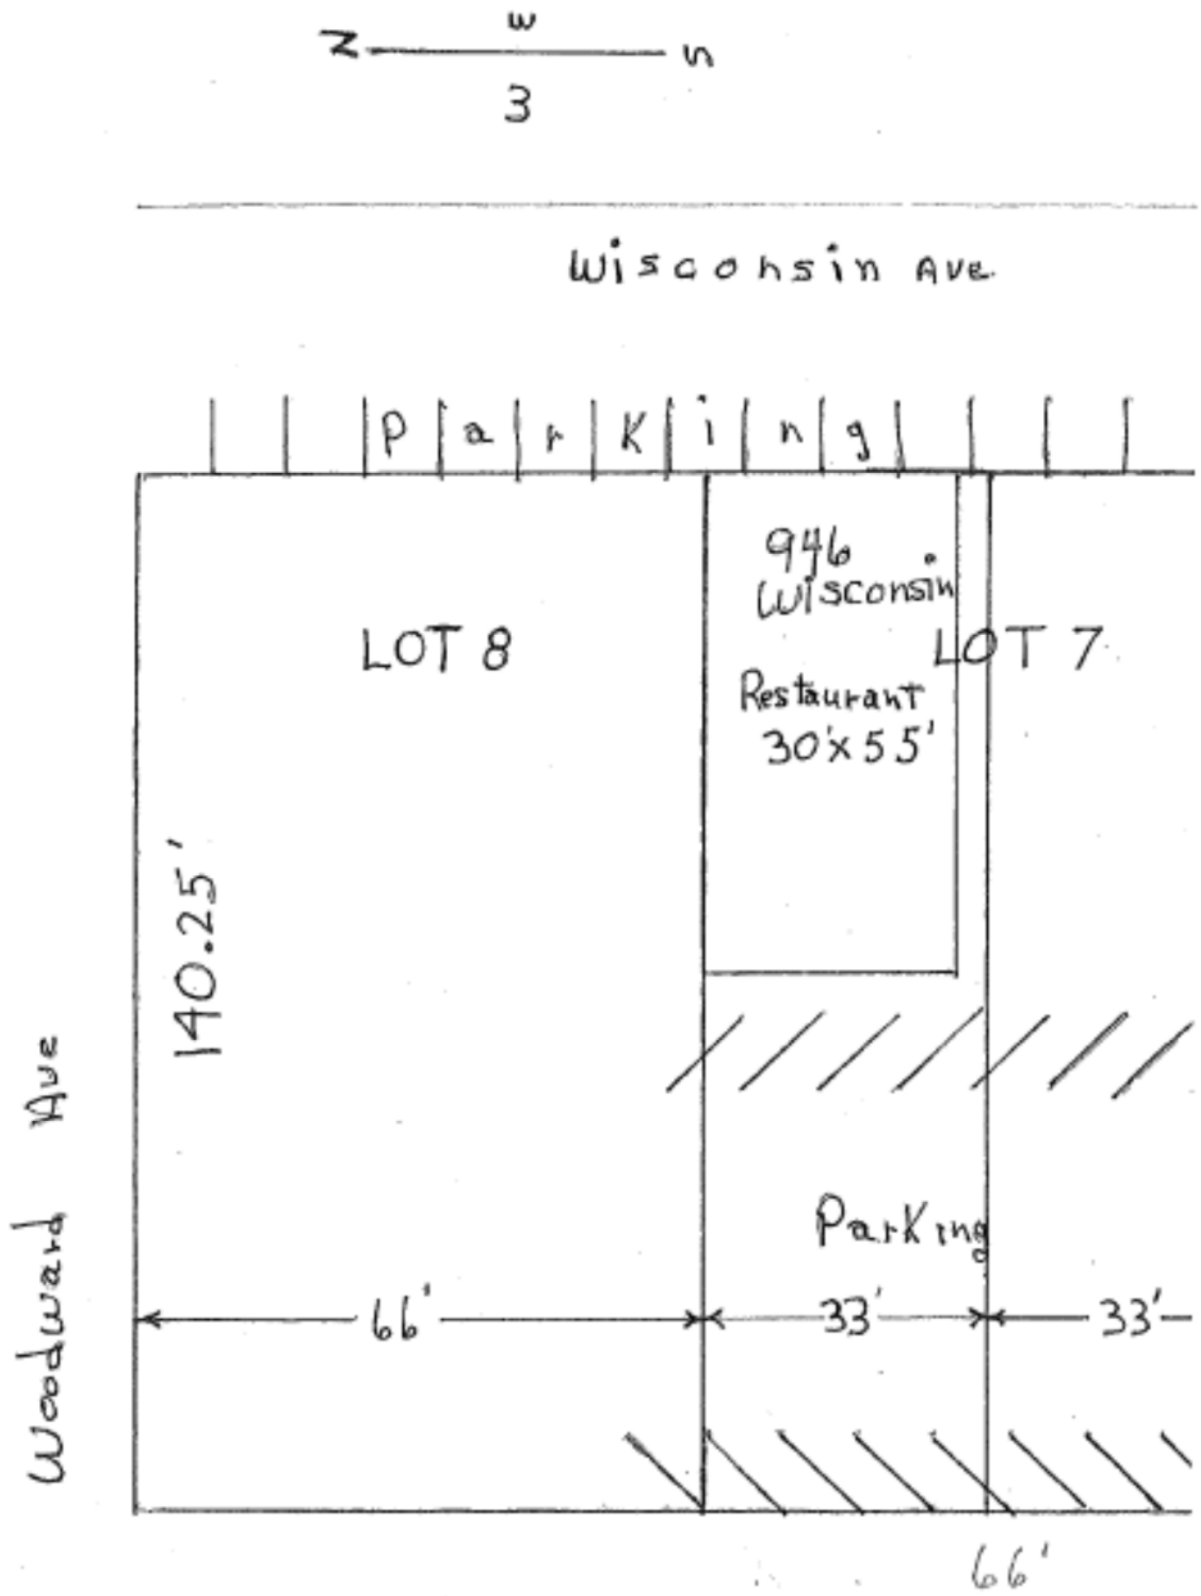 N S
E
W
Wisconsin Ave.
Parking
946
Wisconsin
LOT 8
LOT 7
Restaurant
30'x55'
140.25'
Woodward Ave
Parking
66' 33' 33'
66'